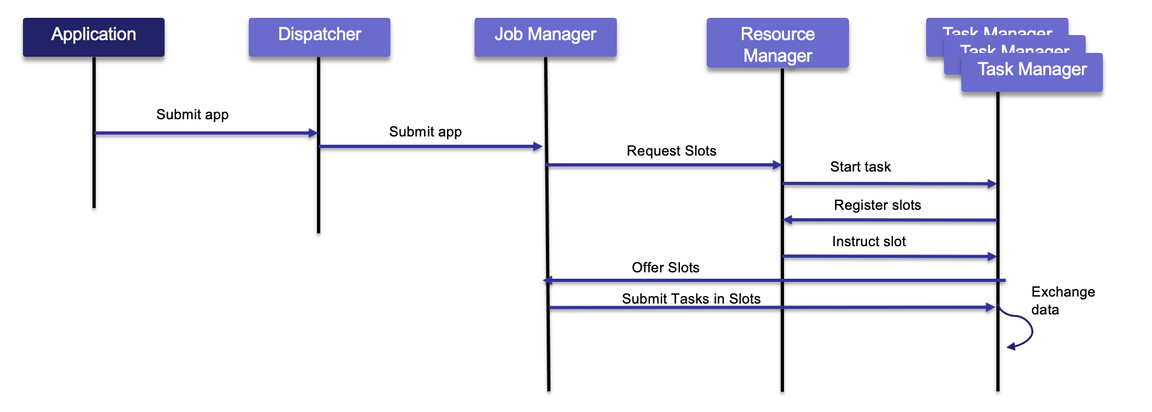 Application
Dispatcher
Job Manager
Resource
Manager
Task Manager
Task Manager
Task Manager
Submit app
Submit app
Request Slots
Start task
Register slots
Instruct slot
Offer Slots
Submit Tasks in Slots
Exchange
data